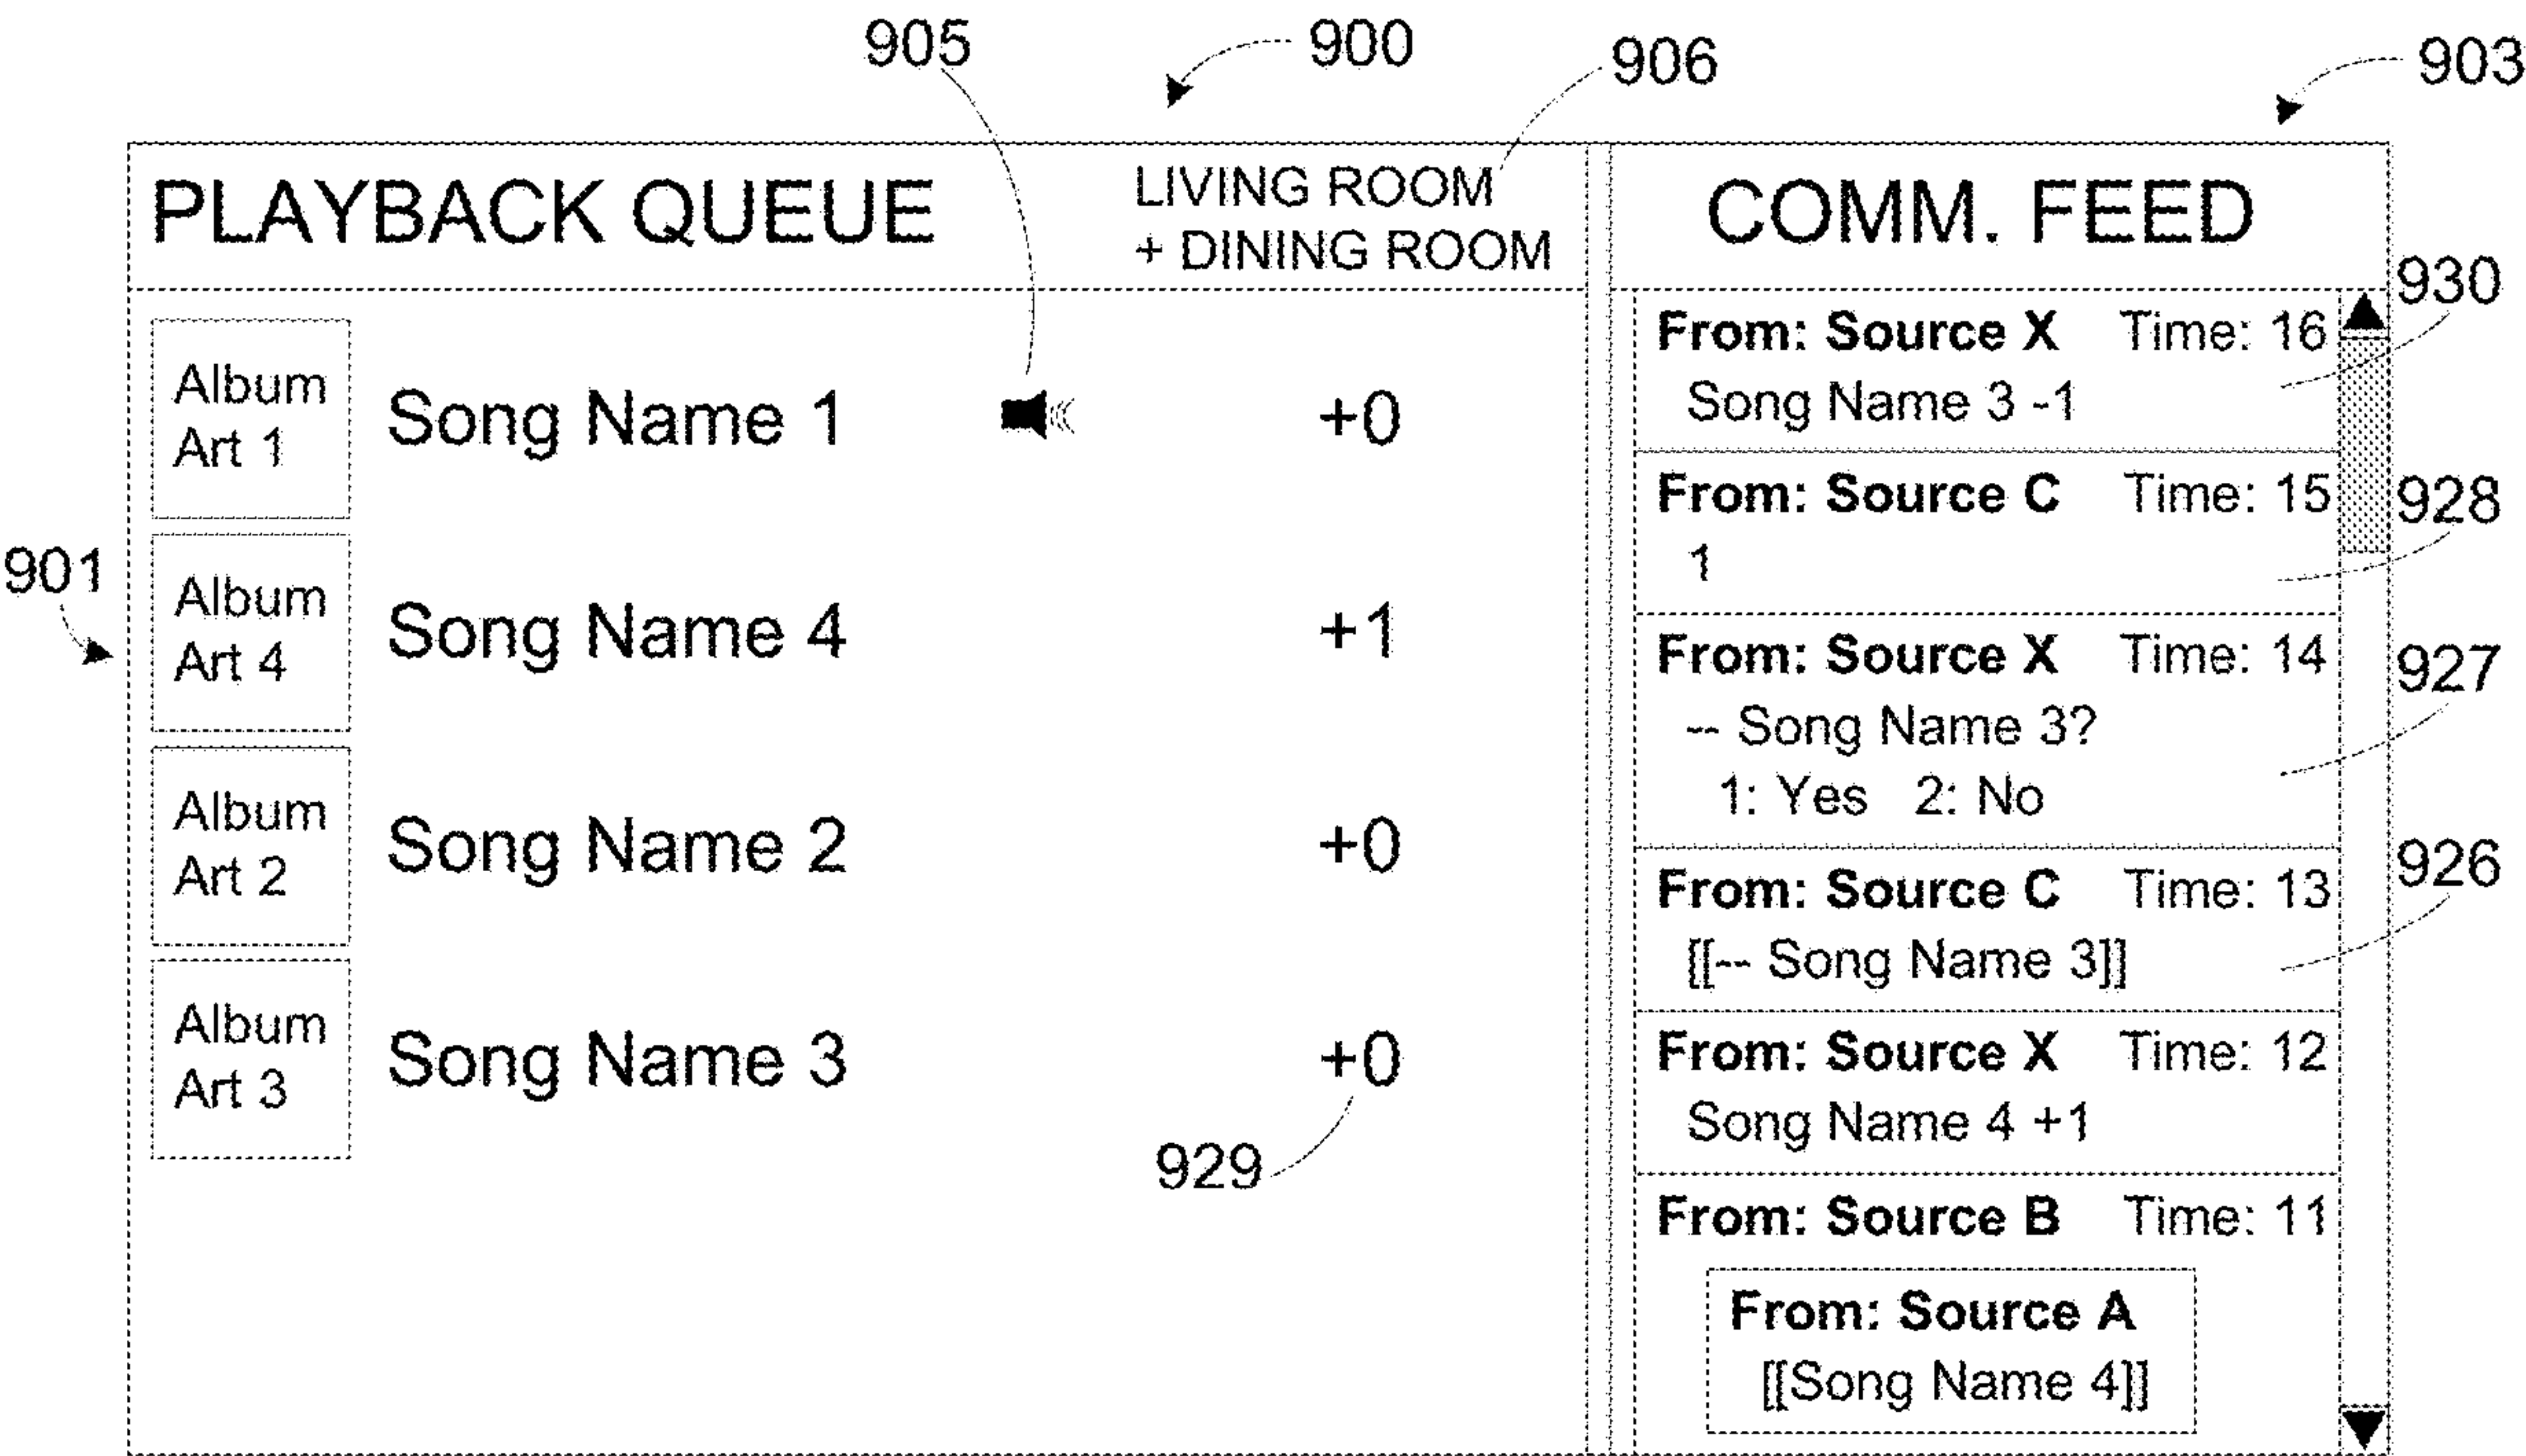 905
900
906
903
PLAYBACK QUEUE
LIVING ROOM
+ DINING ROOM
COMM. FEED
901
Album
Art 1
Song Name 1
+0
Album
Art 4
Song Name 4
+1
Album
Art 2
Song Name 2
+0
Album
Art 3
Song Name 3
+0
929
From: Source X Time: 16
Song Name 3 -1
930
From: Source C Time: 15
1
928
From: Source X Time: 14
-- Song Name 3?
1: Yes 2: No
927
From: Source C Time: 13
[[-- Song Name 3]]
926
From: Source X Time: 12
Song Name 4 +1
From: Source B Time: 11
From: Source A
[[Song Name 4]]